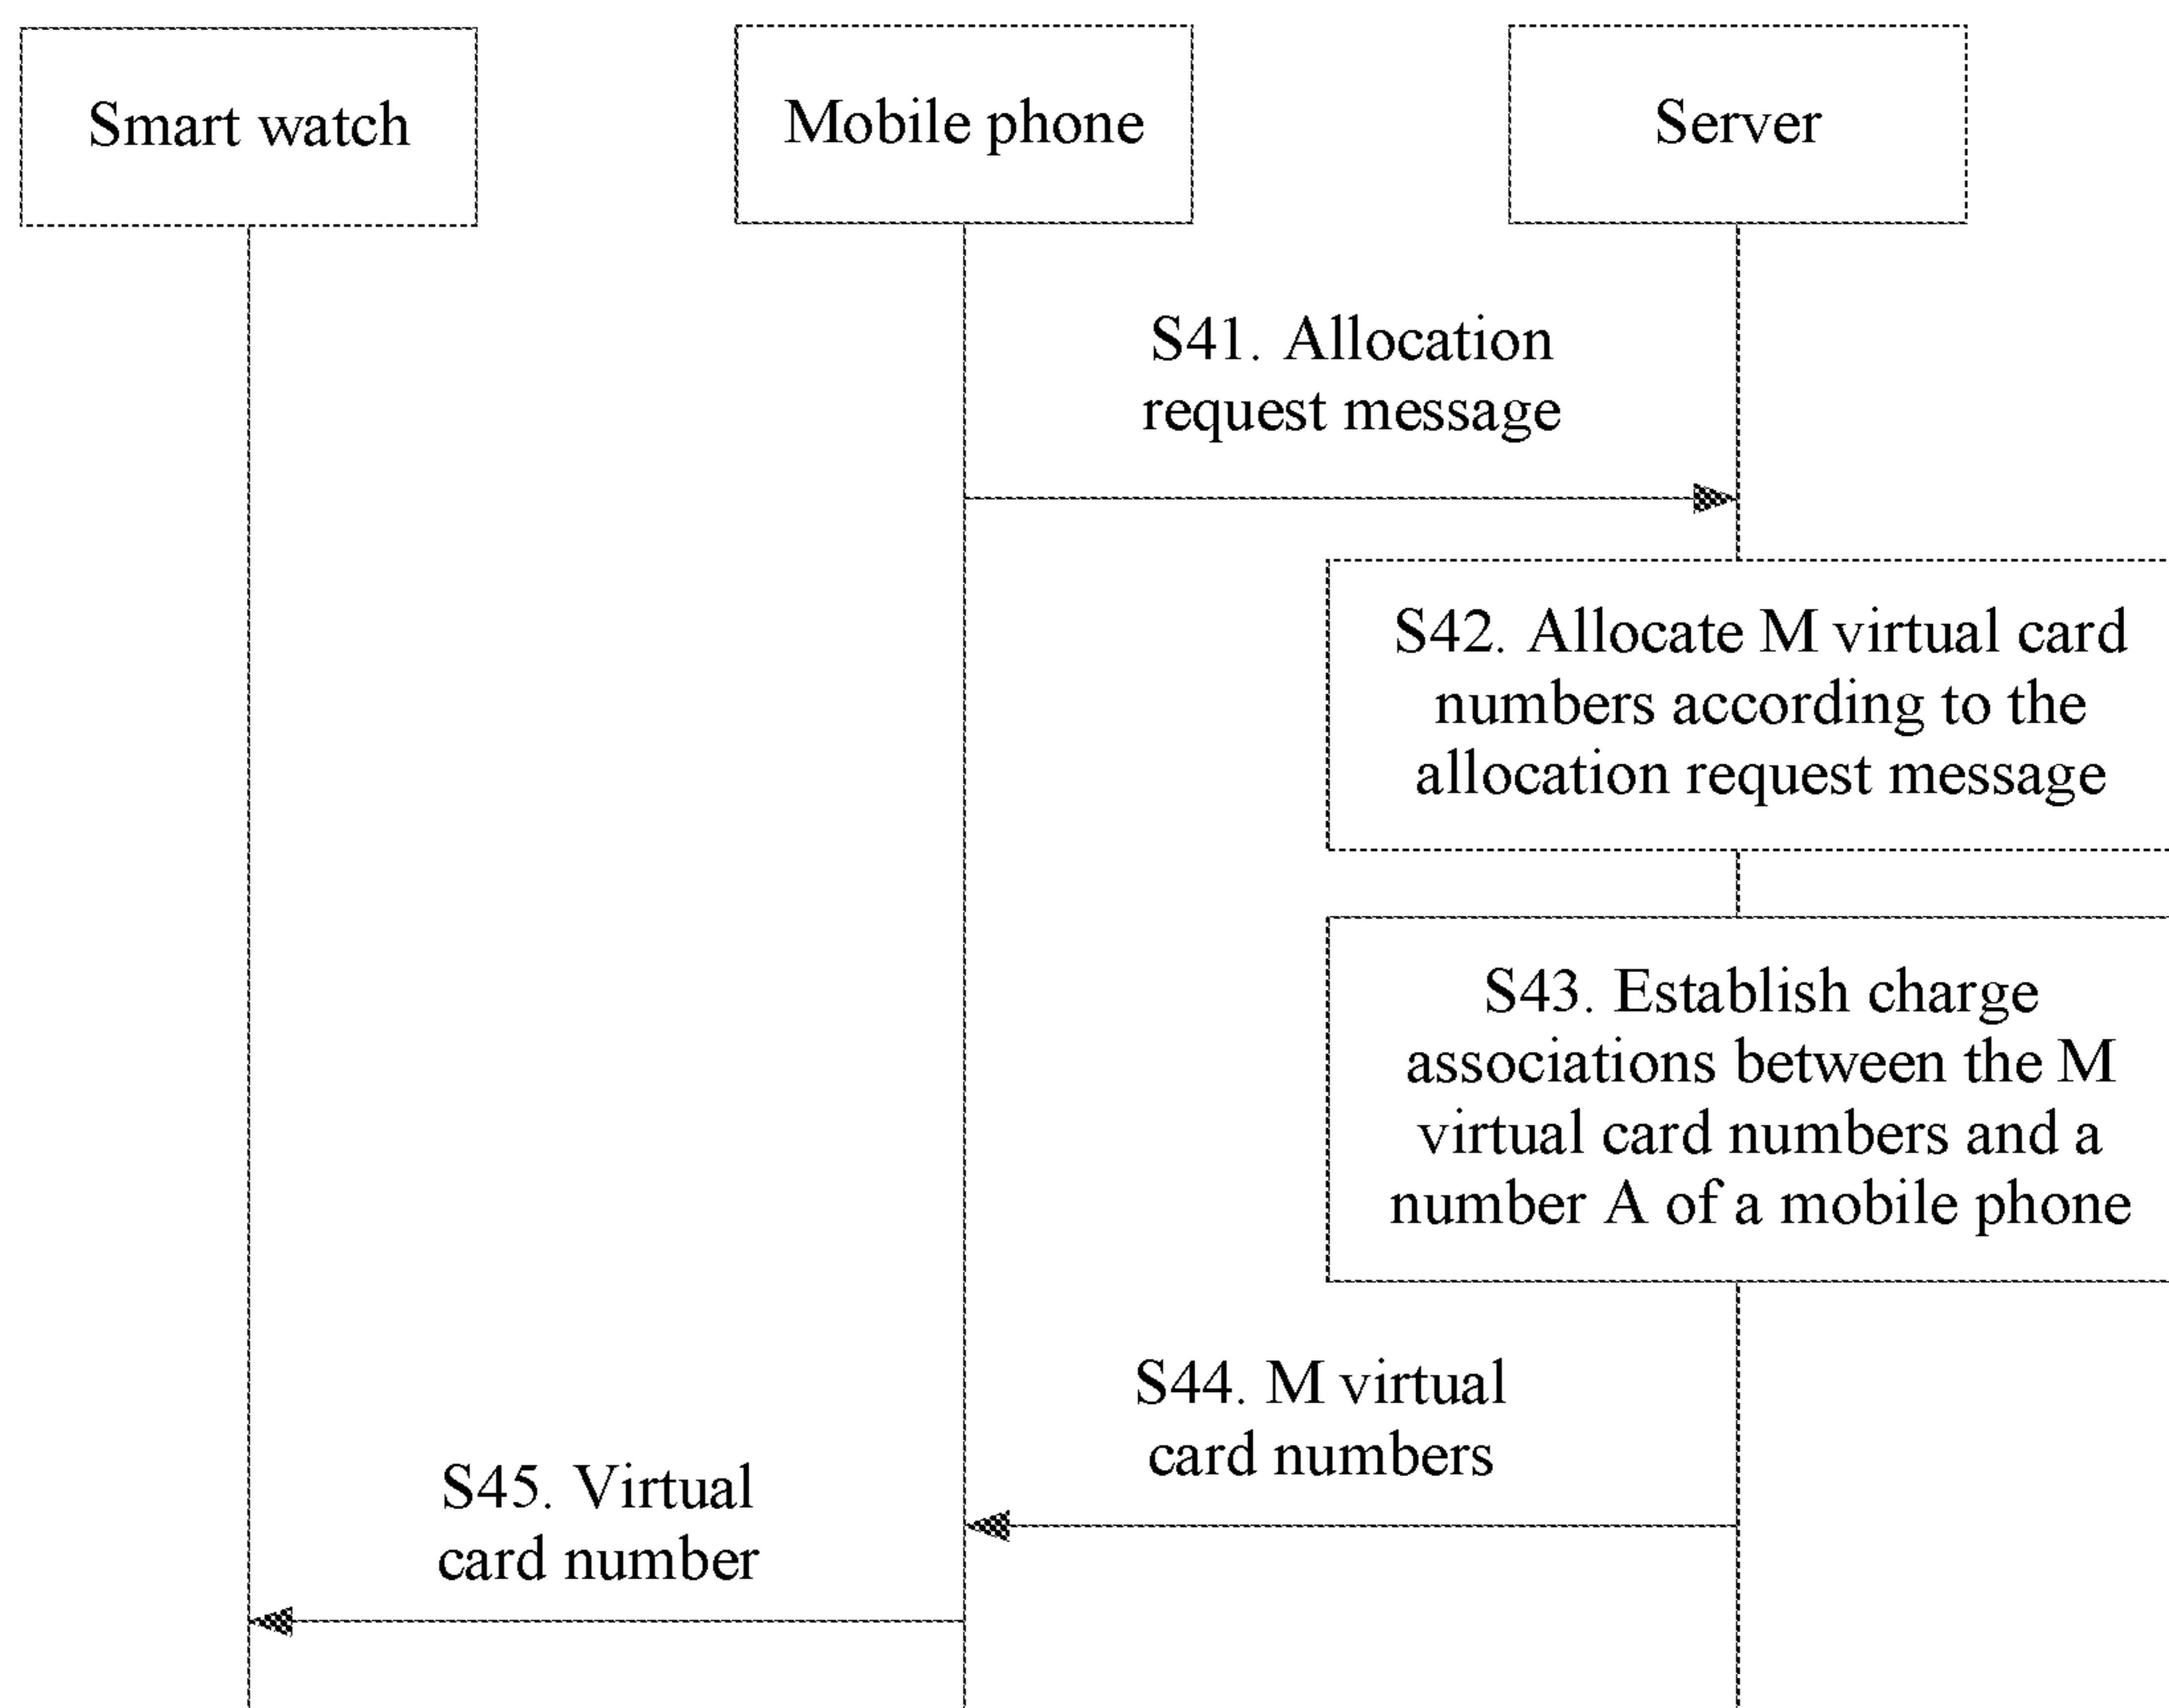 Smart watch
Mobile phone
Server
S41. Allocation
request message
S42. Allocate M virtual card
numbers according to the
allocation request message
S43. Establish charge
associations between the M
virtual card numbers and a
number A of a mobile phone
S44. M virtual
card numbers
S45. Virtual
card number